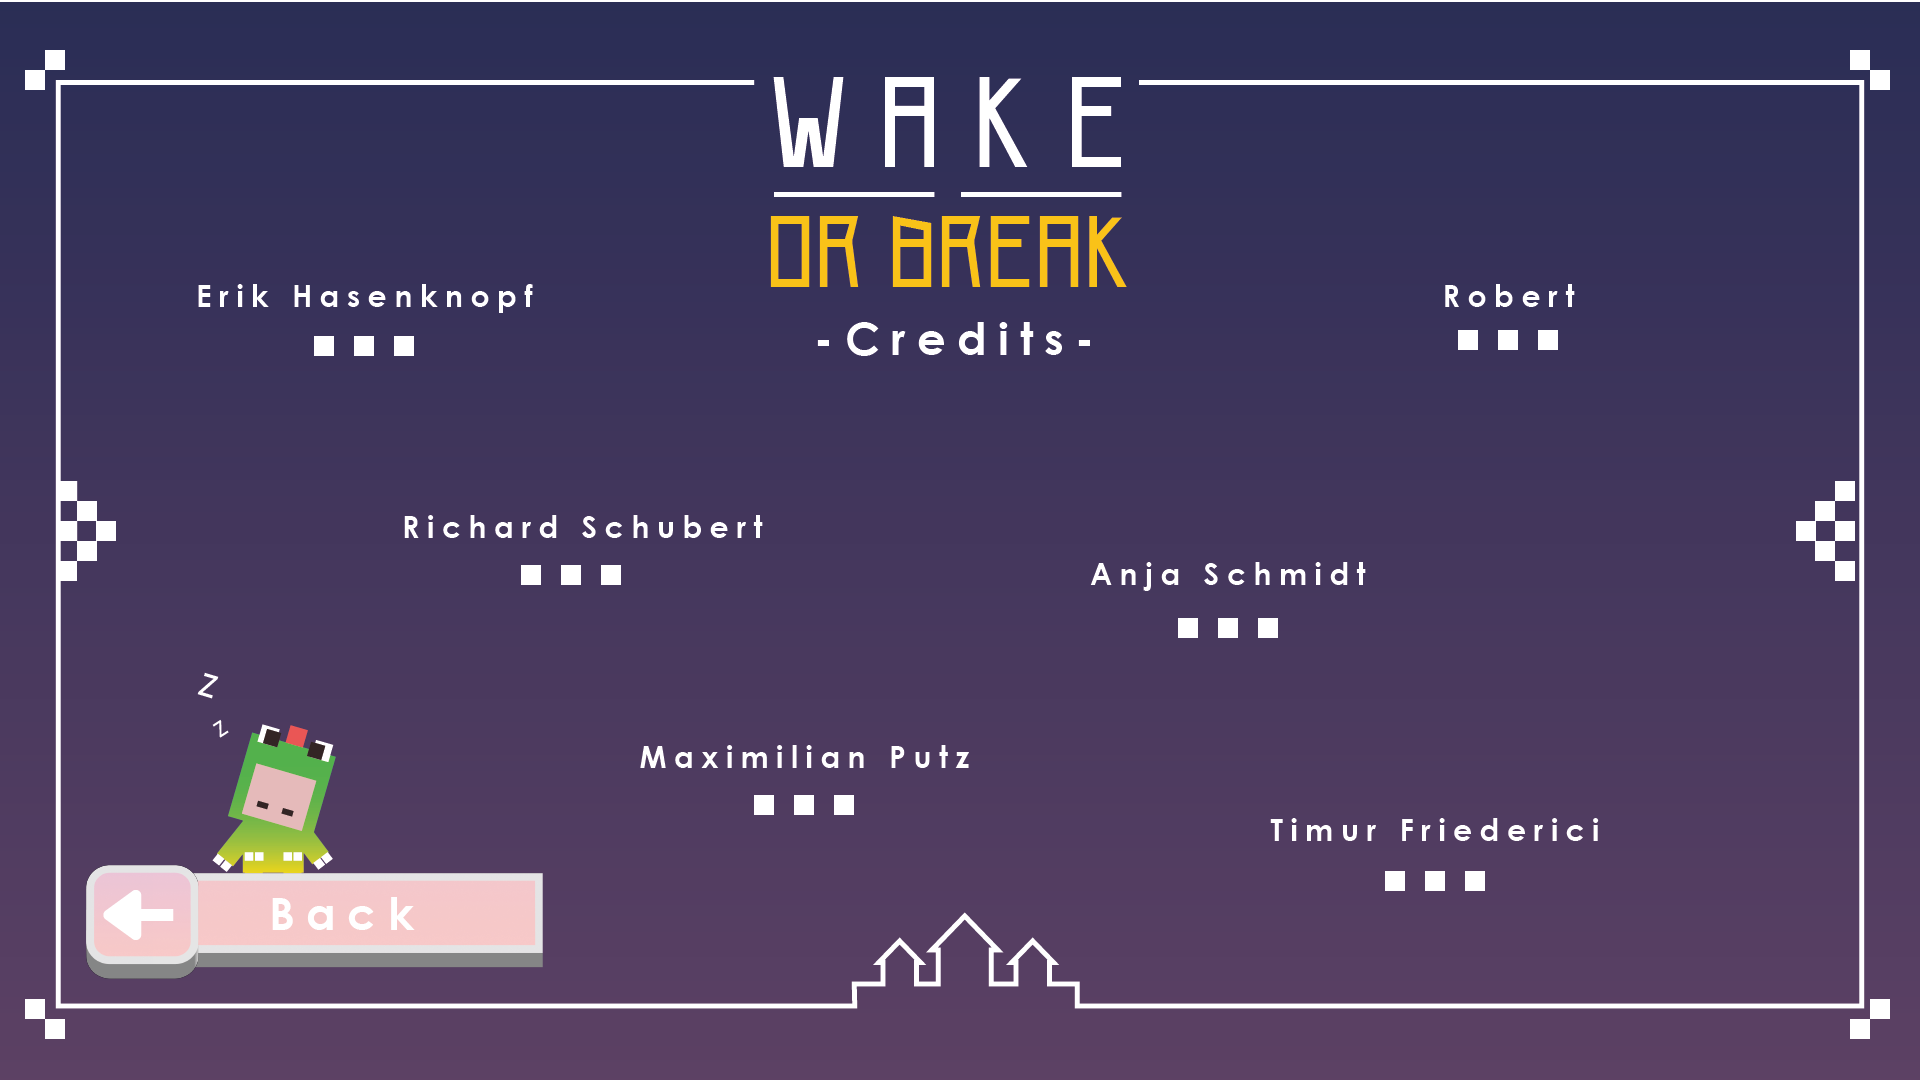 WAKE
OR BREAK
-Credits-
Erik Hasenknopf
Robert
Richard Schubert
Anja Schmidt
Maximilian Putz
Timur Friederici
Z
z
Back